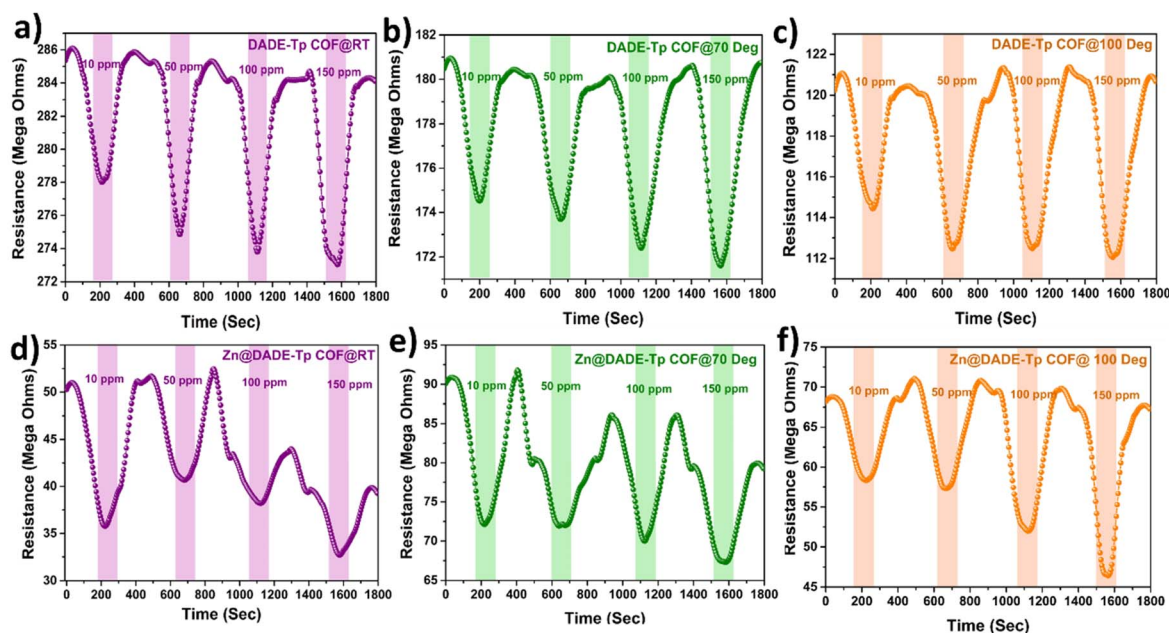 a)
DADE-Tp COF@RT
10 ppm 50 ppm 100 ppm 150 ppm
286
284
282
280
278
276
274
272
0 200 400 600 800 1000 1200 1400 1600 1800
Resistance (Mega Ohms)
Time (Sec)
b)
DADE-Tp COF@70 Deg
10 ppm 50 ppm 100 ppm 150 ppm
182
180
178
176
174
172
0 200 400 600 800 1000 1200 1400 1600 1800
Resistance (Mega Ohms)
Time (Sec)
c)
DADE-Tp COF@100 Deg
10 ppm 50 ppm 100 ppm 150 ppm
122
120
118
116
114
112
0 200 400 600 800 1000 1200 1400 1600 1800
Resistance (Mega Ohms)
Time (Sec)
d)
Zn@DADE-Tp COF@RT
10 ppm 50 ppm 100 ppm 150 ppm
55
50
45
40
35
30
0 200 400 600 800 1000 1200 1400 1600 1800
Resistance (Mega Ohms)
Time (Sec)
e)
Zn@DADE-Tp COF@70 Deg
10 ppm 50 ppm 100 ppm 150 ppm
95
90
85
80
75
70
65
0 200 400 600 800 1000 1200 1400 1600 1800
Resistance (Mega Ohms)
Time (Sec)
f)
Zn@DADE-Tp COF@ 100 Deg
10 ppm 50 ppm 100 ppm 150 ppm
75
70
65
60
55
50
45
0 200 400 600 800 1000 1200 1400 1600 1800
Resistance (Mega Ohms)
Time (Sec)